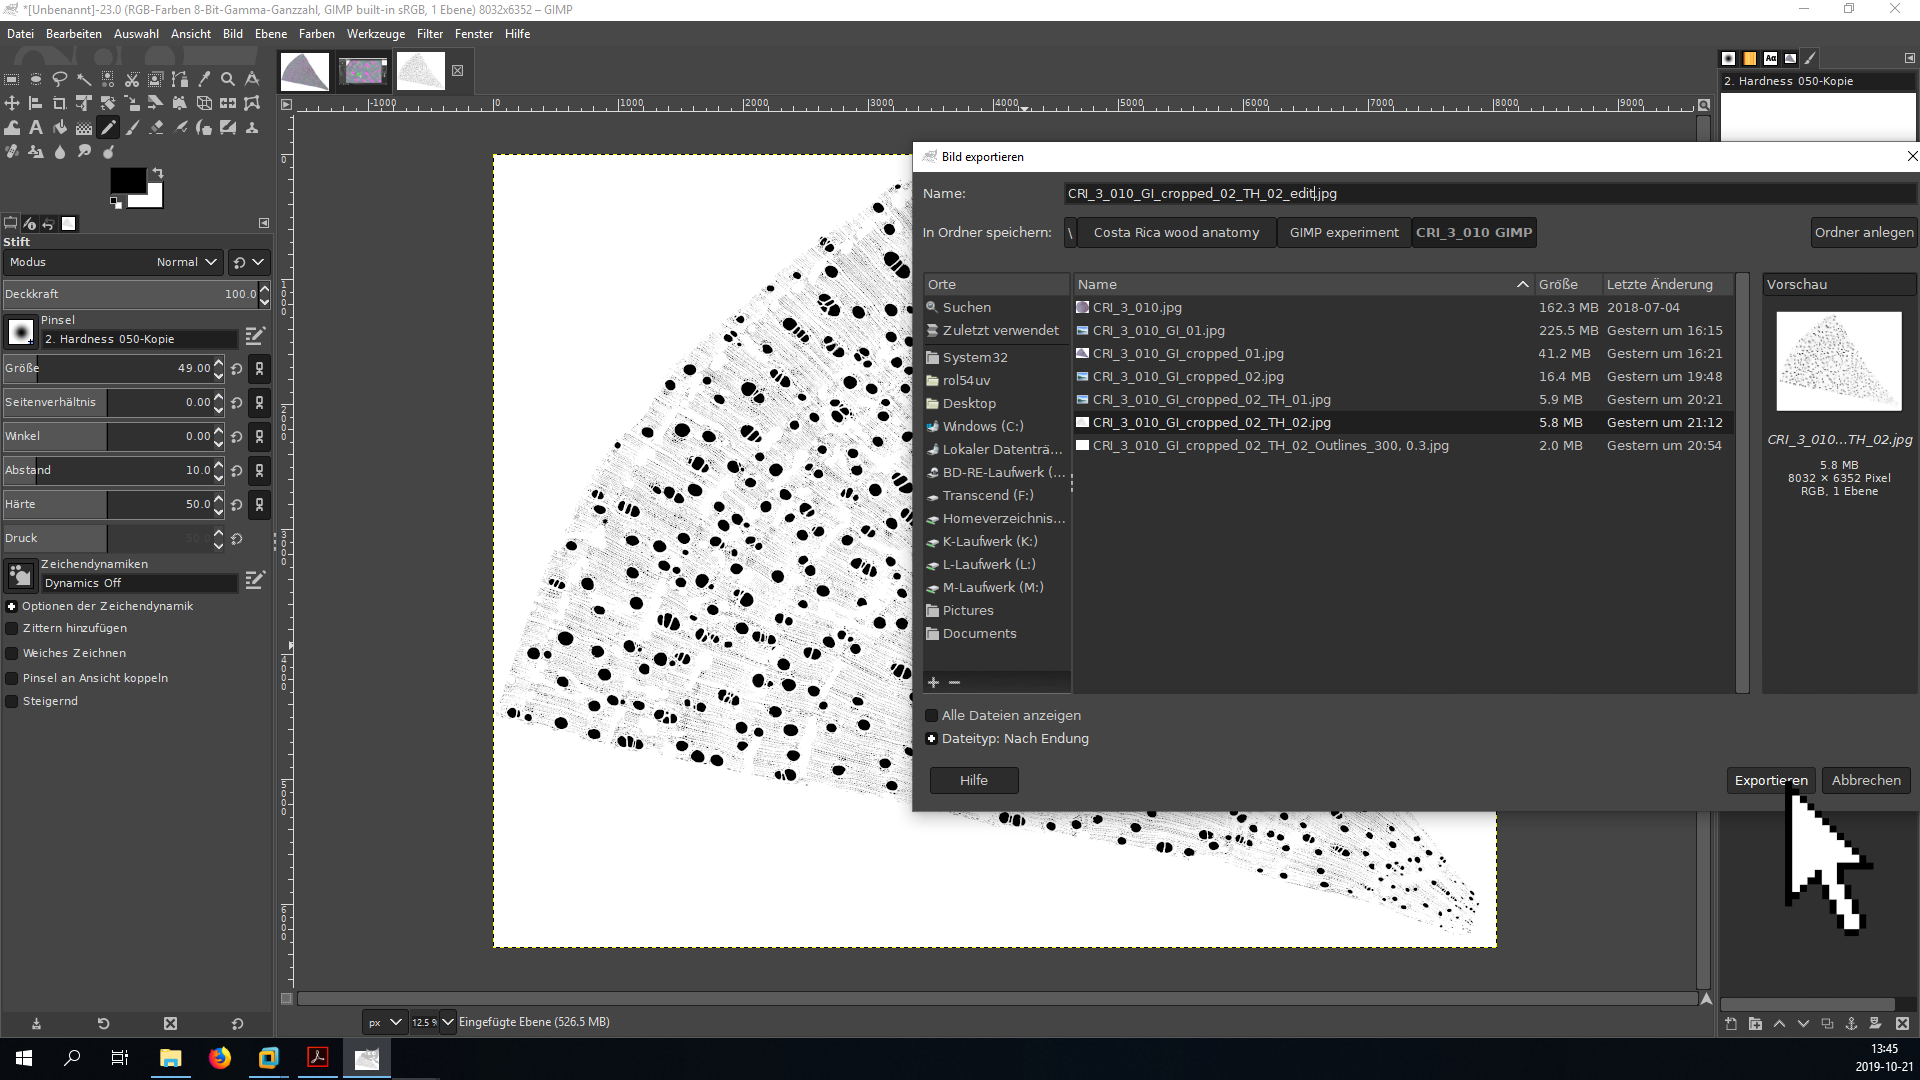 *[Unbenannt]-23.0 (RGB-Farben 8-Bit-Gamma-Ganzzahl, GIMP built-in sRGB, 1 Ebene) 8032x6352 – GIMP
Datei Bearbeiten Auswahl Ansicht Bild Ebene Farben Werkzeuge Filter Fenster Hilfe
-1000 0 1000 2000 3000 4000 5000 6000 7000 8000 9000
0
1000
2000
3000
4000
5000
6000
Stift
Modus Normal
Deckkraft 100.0
Pinsel
2. Hardness 050-Kopie
Größe 49.00
Seitenverhältnis 0.00
Winkel 0.00
Abstand 10.0
Härte 50.0
Druck 50.0
Zeichendynamiken
Dynamics Off
Optionen der Zeichendynamik
Zittern hinzufügen
Weiches Zeichnen
Pinsel an Ansicht koppeln
Steigernd
Aa
2. Hardness 050-Kopie
Bild exportieren
Name: CRI_3_010_GI_cropped_02_TH_02_edit.jpg
In Ordner speichern: \ Costa Rica wood anatomy GIMP experiment CRI_3_010 GIMP Ordner anlegen
Orte
Suchen
Zuletzt verwendet
System32
rol54uv
Desktop
Windows (C:)
Lokaler Datenträ...
BD-RE-Laufwerk (...
Transcend (F:)
Homeverzeichnis...
K-Laufwerk (K:)
L-Laufwerk (L:)
M-Laufwerk (M:)
Pictures
Documents
Name Größe Letzte Änderung
CRI_3_010.jpg 162.3 MB 2018-07-04
CRI_3_010_GI_01.jpg 225.5 MB Gestern um 16:15
CRI_3_010_GI_cropped_01.jpg 41.2 MB Gestern um 16:21
CRI_3_010_GI_cropped_02.jpg 16.4 MB Gestern um 19:48
CRI_3_010_GI_cropped_02_TH_01.jpg 5.9 MB Gestern um 20:21
CRI_3_010_GI_cropped_02_TH_02.jpg 5.8 MB Gestern um 21:12
CRI_3_010_GI_cropped_02_TH_02_Outlines_300, 0.3.jpg 2.0 MB Gestern um 20:54
Vorschau
CRI_3_010...TH_02.jpg
5.8 MB
8032 × 6352 Pixel
RGB, 1 Ebene
Alle Dateien anzeigen
Dateityp: Nach Endung
Hilfe Exportieren Abbrechen
px 12.5 % Eingefügte Ebene (526.5 MB)
13:45
2019-10-21